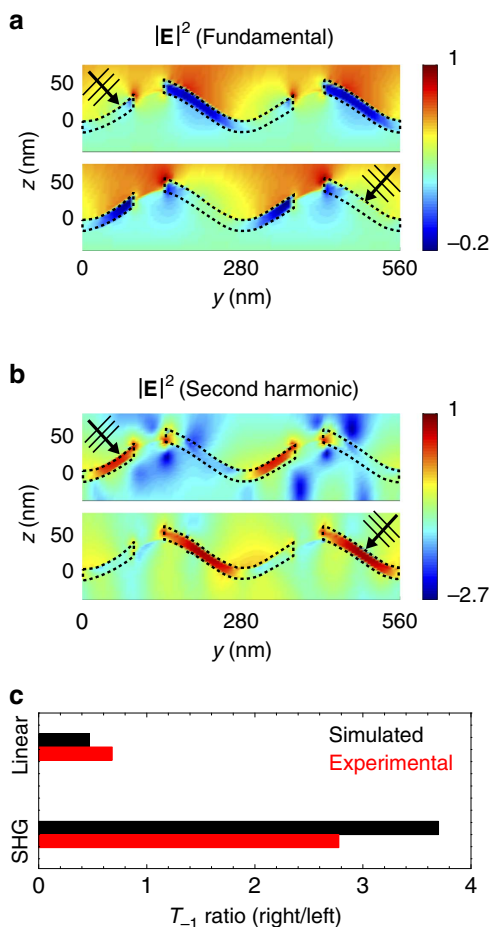 a
|E|² (Fundamental)
50
0
z (nm)
50
0
1
−0.2
0
280
560
y (nm)
b
|E|² (Second harmonic)
50
0
z (nm)
50
0
1
−2.7
0
280
560
y (nm)
c
Linear
SHG
Simulated
Experimental
0
1
2
3
4
T₋₁ ratio (right/left)